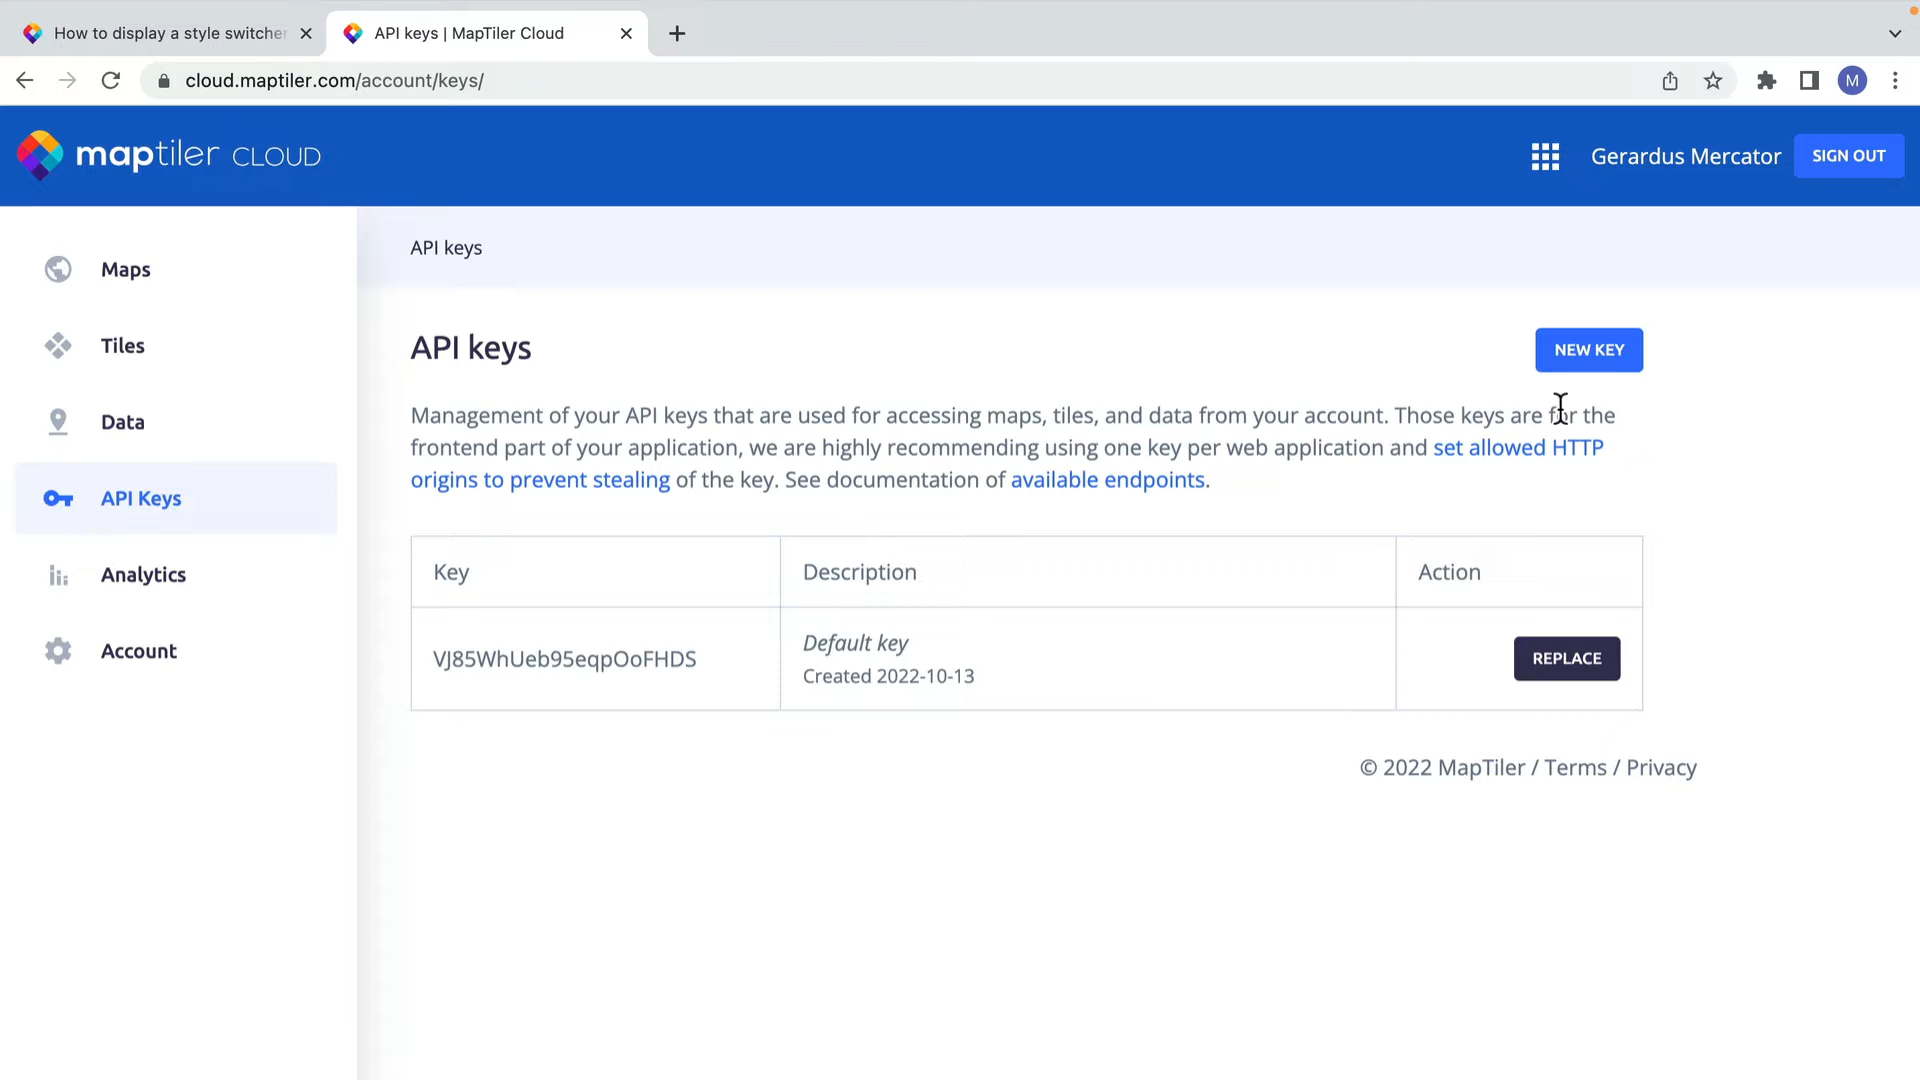 How to display a style switcher
API keys | MapTiler Cloud
cloud.maptiler.com/account/keys/
M
maptiler CLOUD
Gerardus Mercator
SIGN OUT
Maps
Tiles
Data
API Keys
Analytics
Account
API keys
API keys
NEW KEY
Management of your API keys that are used for accessing maps, tiles, and data from your account. Those keys are for the
frontend part of your application, we are highly recommending using one key per web application and set allowed HTTP
origins to prevent stealing of the key. See documentation of available endpoints.
Key Description Action
VJ85WhUeb95eqpOoFHDS
Default key
Created 2022-10-13
REPLACE
© 2022 MapTiler / Terms / Privacy